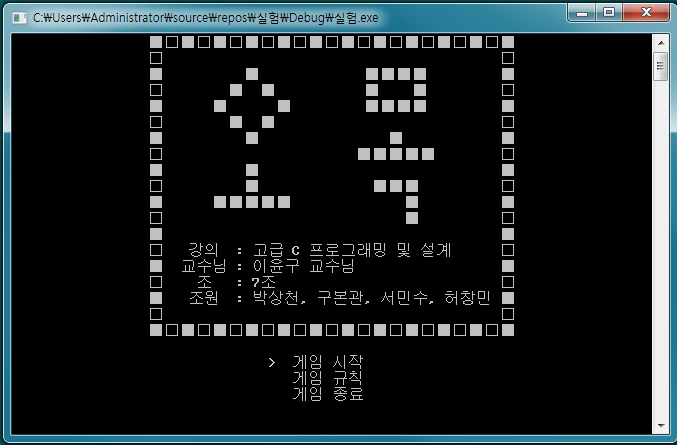 C:\Users\Administrator\source\repos\실험\Debug\실험.exe
오목
강의 : 고급 C 프로그래밍 및 설계
교수님 : 이윤구 교수님
조 : 7조
조원 : 박상천, 구본관, 서민수, 허창민
> 게임 시작
게임 규칙
게임 종료